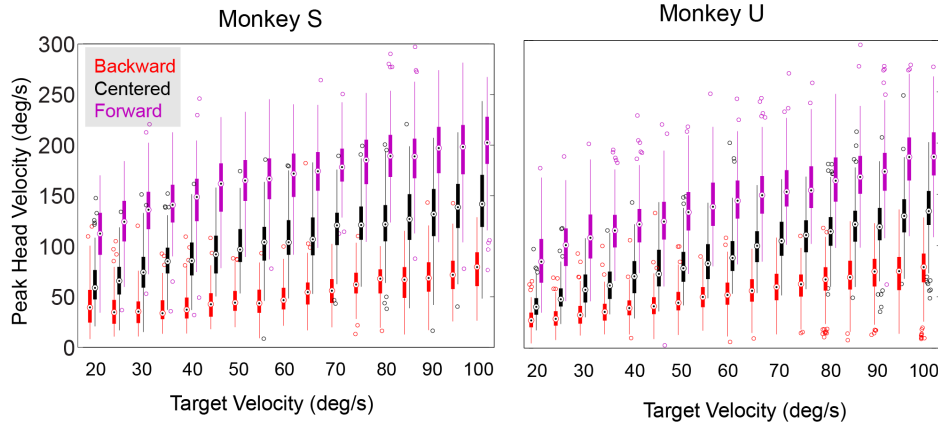 Monkey S
Monkey U
Peak Head Velocity (deg/s)
300
250
200
150
100
50
0
Backward
Centered
Forward
20 30 40 50 60 70 80 90 100
20 30 40 50 60 70 80 90 100
Target Velocity (deg/s)
Target Velocity (deg/s)